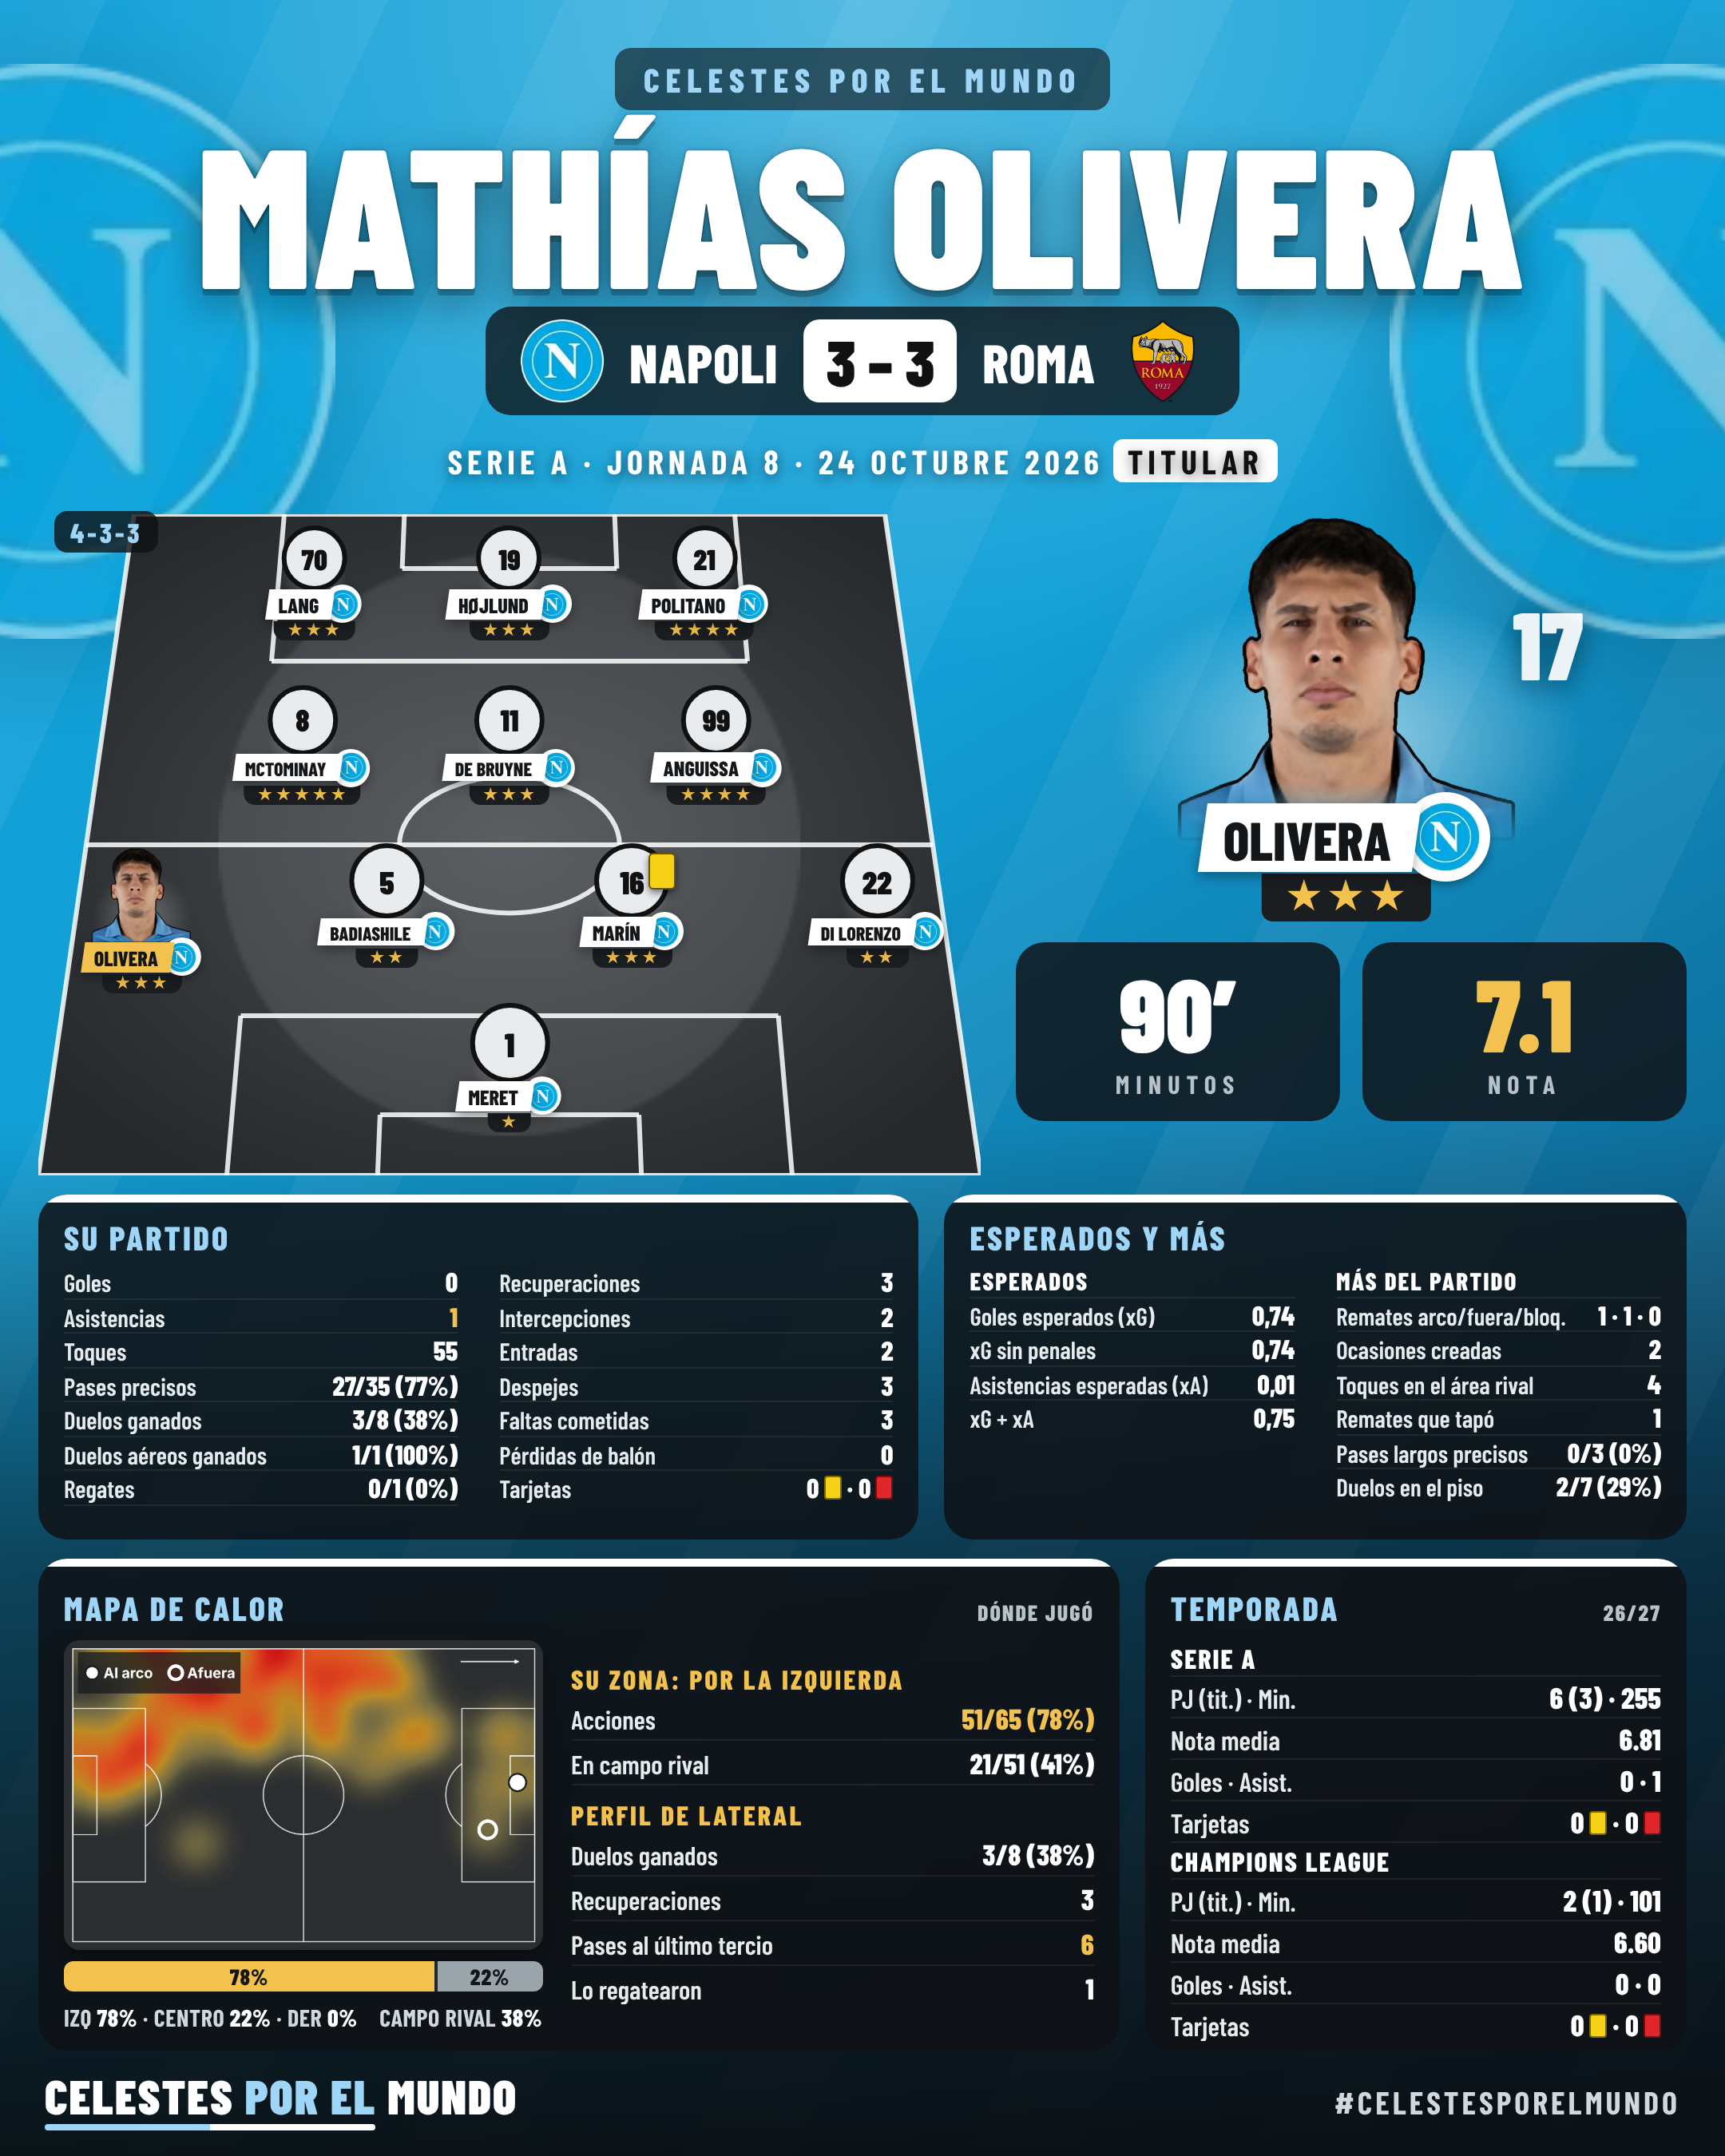 CELESTES POR EL MUNDO
MATHÍAS OLIVERA
N NAPOLI 3 – 3 ROMA ROMA 1927
SERIE A · JORNADA 8 · 24 OCTUBRE 2026 TITULAR
4-3-3
70 19 21
LANG N HØJLUND N POLITANO N
★★★ ★★★ ★★★★
17
8 11 99
MCTOMINAY N DE BRUYNE N ANGUISSA N
★★★★★ ★★★ ★★★★
OLIVERA N
★★★
5 16 22
BADIASHILE N MARÍN N DI LORENZO N
★★ ★★★ ★★
OLIVERA N
★★★
1
MERET N
★
90' MINUTOS
7.1 NOTA
SU PARTIDO
Goles 0
Asistencias 1
Toques 55
Pases precisos 27/35 (77%)
Duelos ganados 3/8 (38%)
Duelos aéreos ganados 1/1 (100%)
Regates 0/1 (0%)
Recuperaciones 3
Intercepciones 2
Entradas 2
Despejes 3
Faltas cometidas 3
Pérdidas de balón 0
Tarjetas 0 · 0
ESPERADOS Y MÁS
ESPERADOS
Goles esperados (xG) 0,74
xG sin penales 0,74
Asistencias esperadas (xA) 0,01
xG + xA 0,75
MÁS DEL PARTIDO
Remates arco/fuera/bloq. 1 · 1 · 0
Ocasiones creadas 2
Toques en el área rival 4
Remates que tapó 1
Pases largos precisos 0/3 (0%)
Duelos en el piso 2/7 (29%)
MAPA DE CALOR DÓNDE JUGÓ
Al arco Afuera
78% 22%
IZQ 78% · CENTRO 22% · DER 0% CAMPO RIVAL 38%
SU ZONA: POR LA IZQUIERDA
Acciones 51/65 (78%)
En campo rival 21/51 (41%)
PERFIL DE LATERAL
Duelos ganados 3/8 (38%)
Recuperaciones 3
Pases al último tercio 6
Lo regatearon 1
TEMPORADA 26/27
SERIE A
PJ (tit.) · Min. 6 (3) · 255
Nota media 6.81
Goles · Asist. 0 · 1
Tarjetas 0 · 0
CHAMPIONS LEAGUE
PJ (tit.) · Min. 2 (1) · 101
Nota media 6.60
Goles · Asist. 0 · 0
Tarjetas 0 · 0
CELESTES POR EL MUNDO
#CELESTESPORELMUNDO